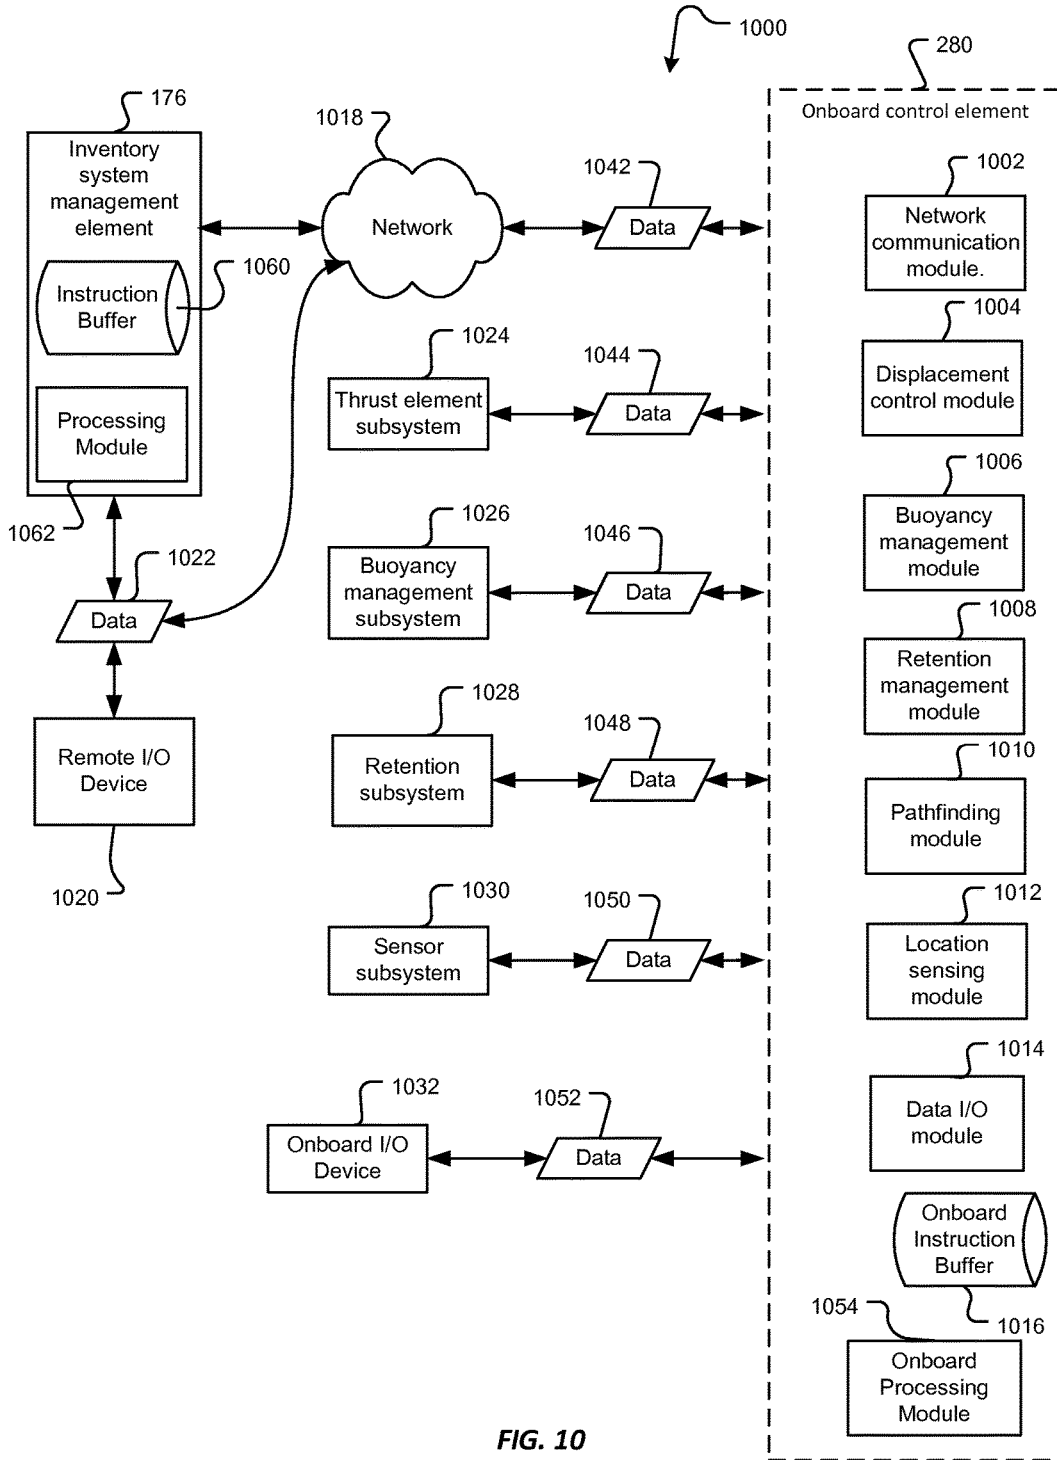 1000
280
Onboard control element
176
Inventory
system
management
element
1060
Instruction
Buffer
Processing
Module
1062
1022
Data
Remote I/O
Device
1020
1018
Network
1042
Data
1024
Thrust element
subsystem
1044
Data
1026
Buoyancy
management
subsystem
1046
Data
1028
Retention
subsystem
1048
Data
1030
Sensor
subsystem
1050
Data
1032
Onboard I/O
Device
1052
Data
1002
Network
communication
module.
1004
Displacement
control module
1006
Buoyancy
management
module
1008
Retention
management
module
1010
Pathfinding
module
1012
Location
sensing
module
1014
Data I/O
module
Onboard
Instruction
Buffer
1016
1054
Onboard
Processing
Module
FIG. 10